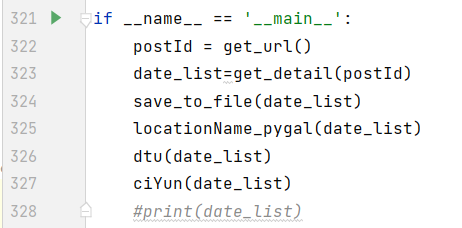 321 if __name__ == '__main__':
322 postId = get_url()
323 date_list=get_detail(postId)
324 save_to_file(date_list)
325 locationName_pygal(date_list)
326 dtu(date_list)
327 ciYun(date_list)
328 #print(date_list)